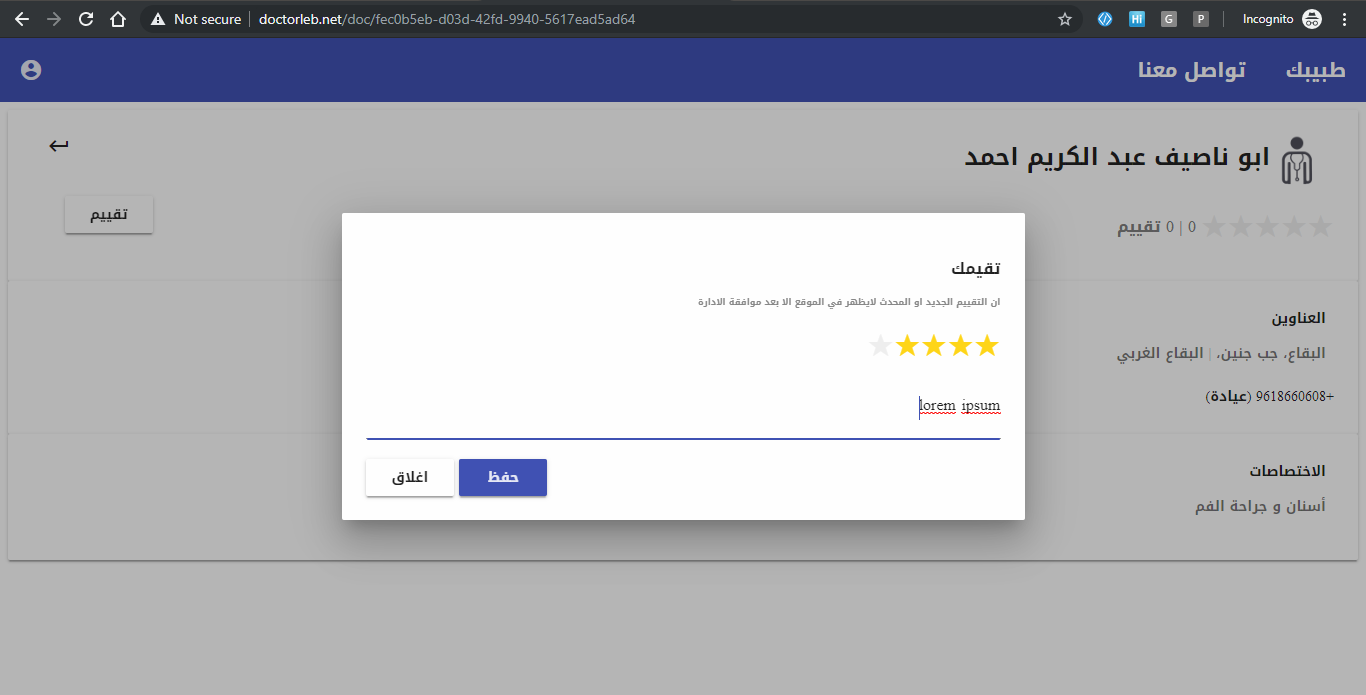 Not secure
doctorleb.net/doc/fec0b5eb-d03d-42fd-9940-5617ead5ad64
Hi
G
P
Incognito
طبيبك
تواصل معنا
ابو ناصيف عبد الكريم احمد
0 | 0 تقييم
تقييم
تقيمك
ان التقييم الجديد او المحدث لايظهر في الموقع الا بعد موافقة الادارة
lorem ipsum
حفظ
اغلاق
العناوين
البقاع، جب جنين، | البقاع الغربي
+9618660608 (عيادة)
الاختصاصات
أسنان و جراحة الفم